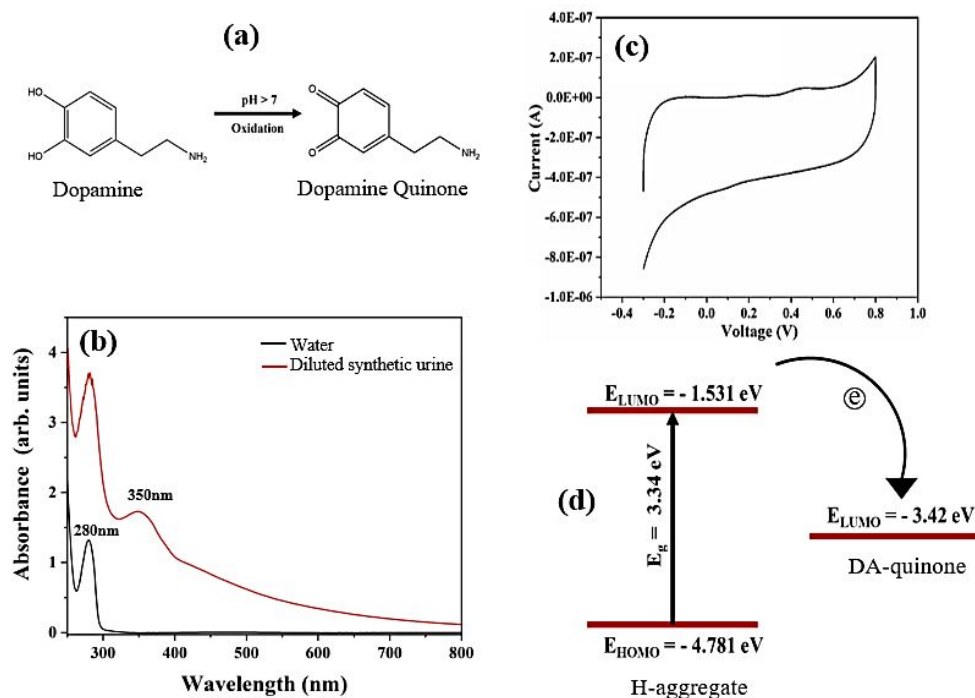 (a)
HO
HO
NH2
pH > 7
Oxidation
O
O
NH2
Dopamine
Dopamine Quinone
(b)
Water
Diluted synthetic urine
350nm
280nm
Absorbance (arb. units)
4
3
2
1
0
300
400
500
600
700
800
Wavelength (nm)
(c)
Current (A)
4.0E-07
2.0E-07
0.0E+00
-2.0E-07
-4.0E-07
-6.0E-07
-8.0E-07
-1.0E-06
-0.4
-0.2
0.0
0.2
0.4
0.6
0.8
1.0
Voltage (V)
(d)
ELUMO = - 1.531 eV
e
Eg = 3.34 eV
ELUMO = - 3.42 eV
DA-quinone
EHOMO = - 4.781 eV
H-aggregate